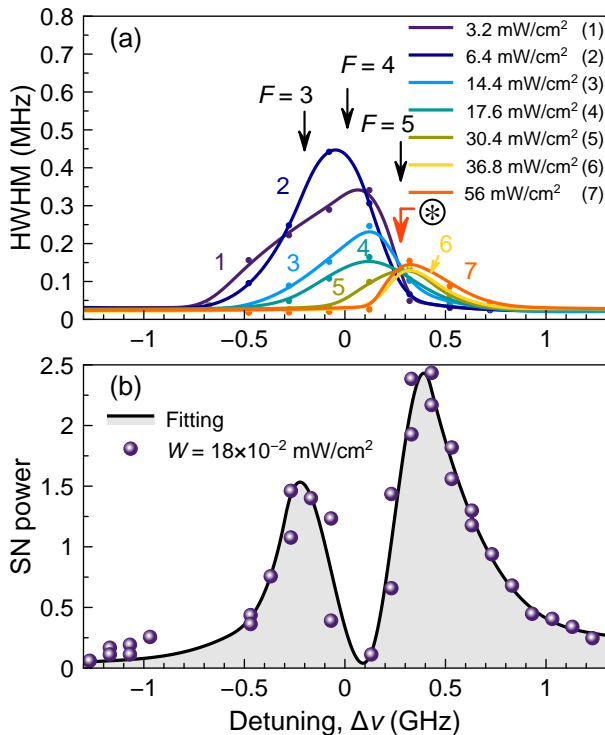 (a)
3.2 mW/cm² (1)
6.4 mW/cm² (2)
14.4 mW/cm² (3)
17.6 mW/cm² (4)
30.4 mW/cm² (5)
36.8 mW/cm² (6)
56 mW/cm² (7)
F = 3
F = 4
F = 5
⊛
1
2
3
4
5
6
7
HWHM (MHz)
0.8
0.7
0.6
0.5
0.4
0.3
0.2
0.1
0
−1
−0.5
0
0.5
1
(b)
Fitting
W = 18×10⁻² mW/cm²
SN power
2.5
2
1.5
1
0.5
0
−1
−0.5
0
0.5
1
Detuning, Δν (GHz)